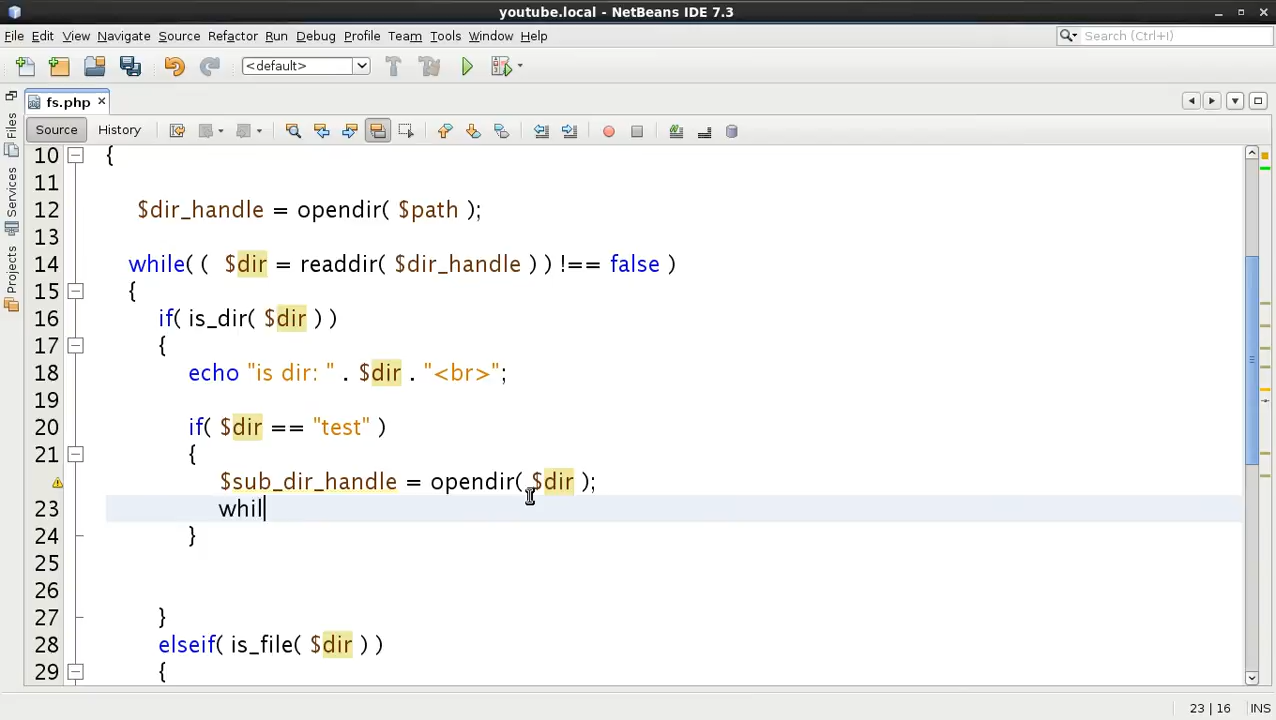 youtube.local - NetBeans IDE 7.3
File Edit View Navigate Source Refactor Run Debug Profile Team Tools Window Help
Search (Ctrl+I)
<default>
fs.php
Source History
Files
Services
Projects
10 {
11
12 $dir_handle = opendir( $path );
13
14 while( ( $dir = readdir( $dir_handle ) ) !== false )
15 {
16 if( is_dir( $dir ) )
17 {
18 echo "is dir: " . $dir . "<br>";
19
20 if( $dir == "test" )
21 {
$sub_dir_handle = opendir( $dir );
23 whil
24 }
25
26
27 }
28 elseif( is_file( $dir ) )
29 {
23 | 16 INS